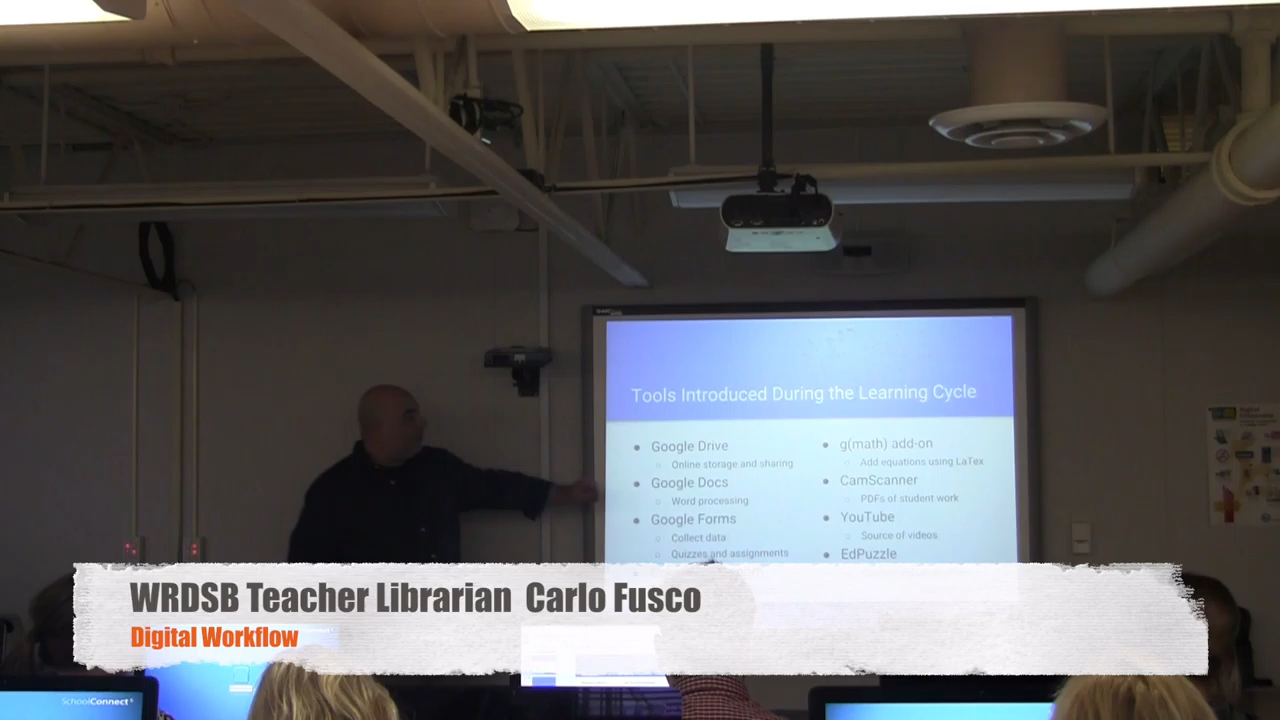 Tools Introduced During the Learning Cycle
Google Drive
Online storage and sharing
Google Docs
Word processing
Google Forms
Collect data
Quizzes and assignments
g(math) add-on
Add equations using LaTex
CamScanner
PDFs of student work
YouTube
Source of videos
EdPuzzle
WRDSB Teacher Librarian Carlo Fusco
Digital Workflow
SchoolConnect